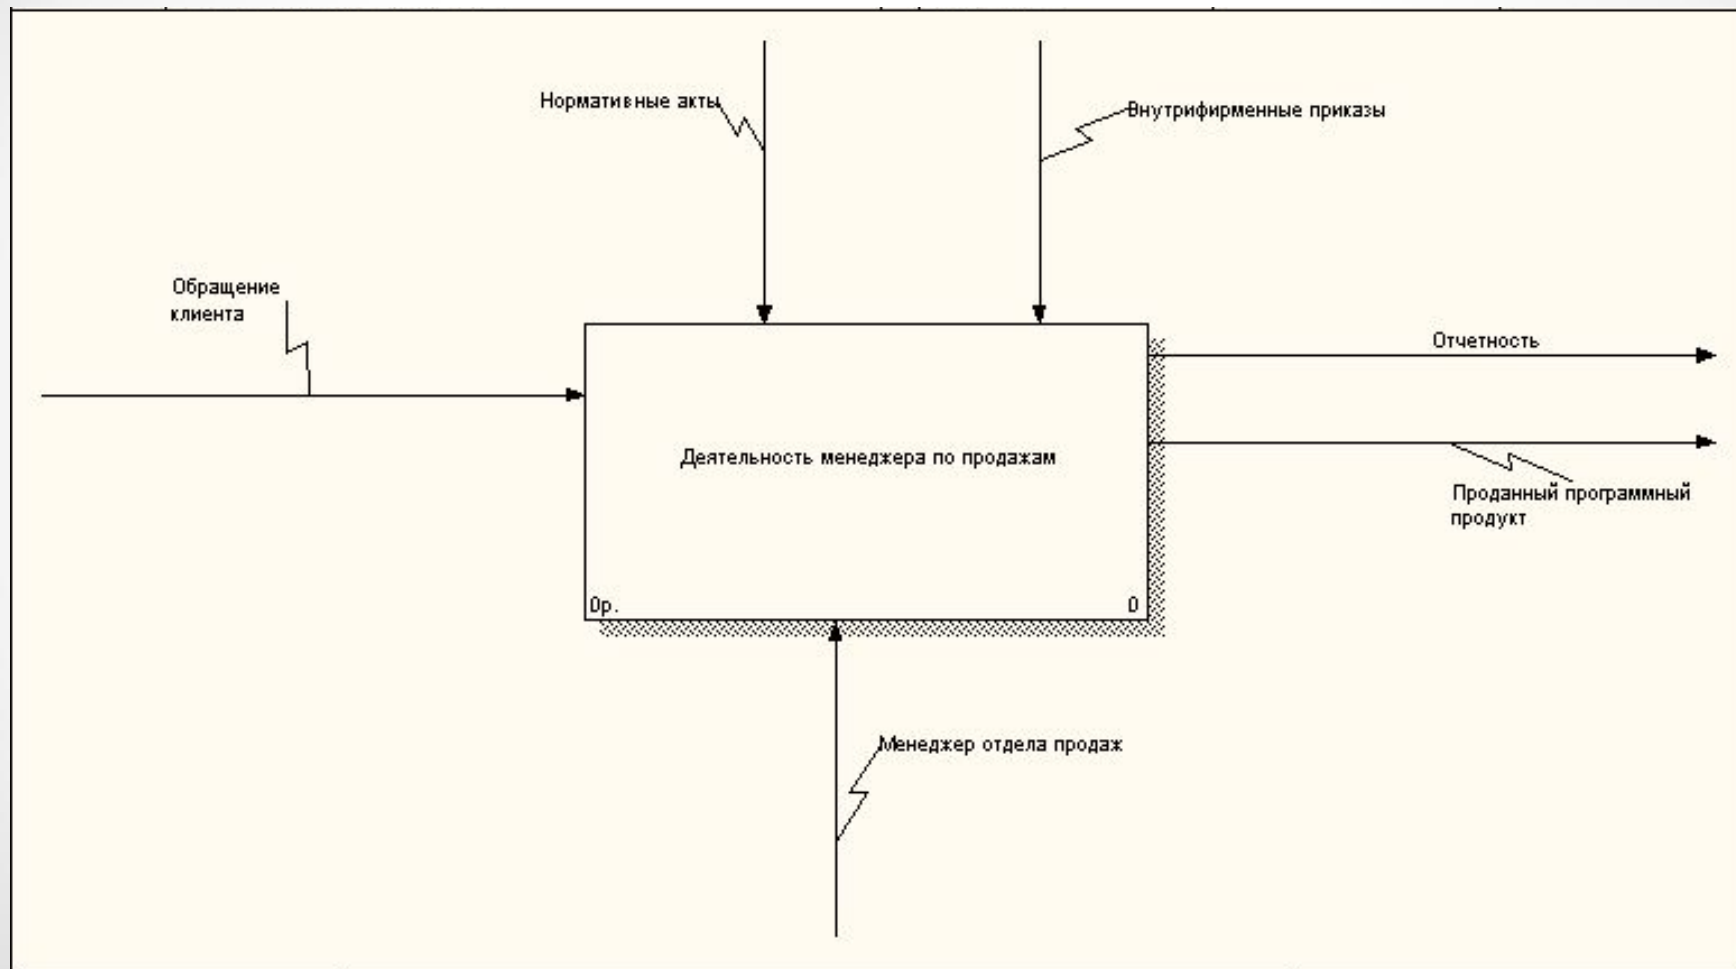 Нормативные акты
Внутрифирменные приказы
Обращение
клиента
Отчетность
Деятельность менеджера по продажам
Проданный программный
продукт
0р.
0
Менеджер отдела продаж